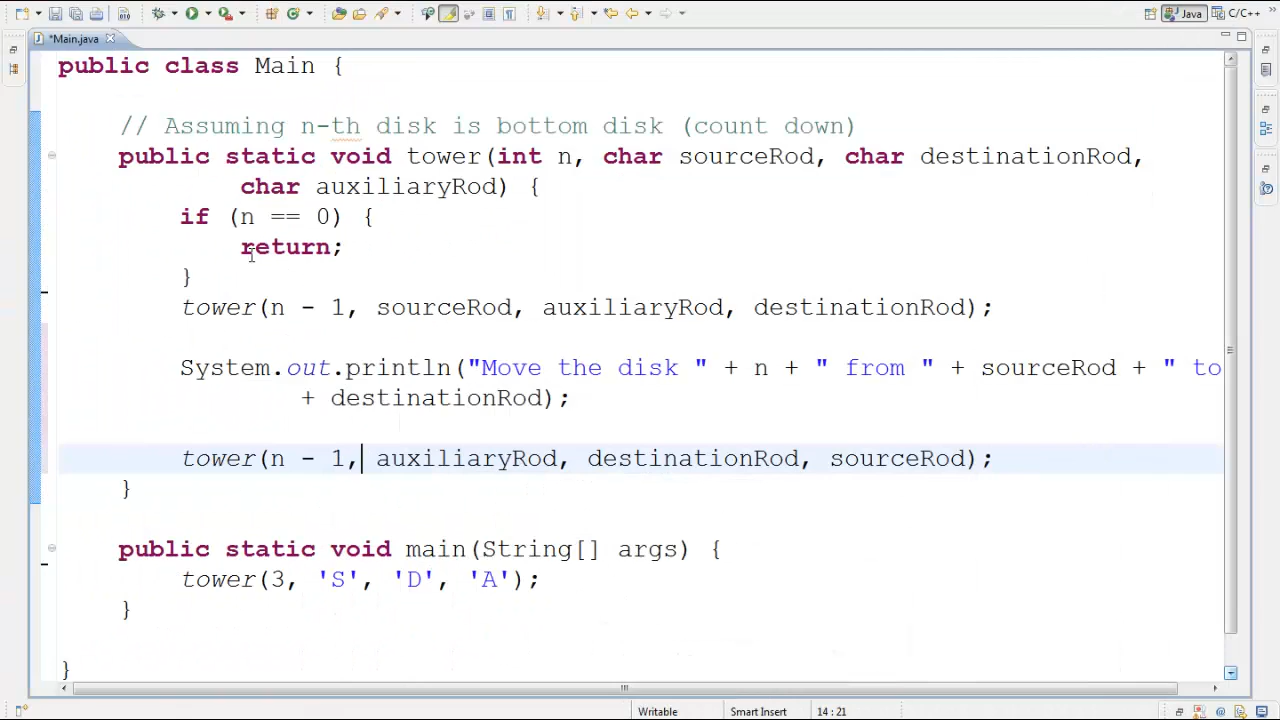 Java
C/C++
*Main.java
public class Main {
// Assuming n-th disk is bottom disk (count down)
public static void tower(int n, char sourceRod, char destinationRod,
char auxiliaryRod) {
if (n == 0) {
return;
}
tower(n - 1, sourceRod, auxiliaryRod, destinationRod);
System.out.println("Move the disk " + n + " from " + sourceRod + " to
+ destinationRod);
tower(n - 1, auxiliaryRod, destinationRod, sourceRod);
}
public static void main(String[] args) {
tower(3, 'S', 'D', 'A');
}
}
Writable
Smart Insert
14 : 21